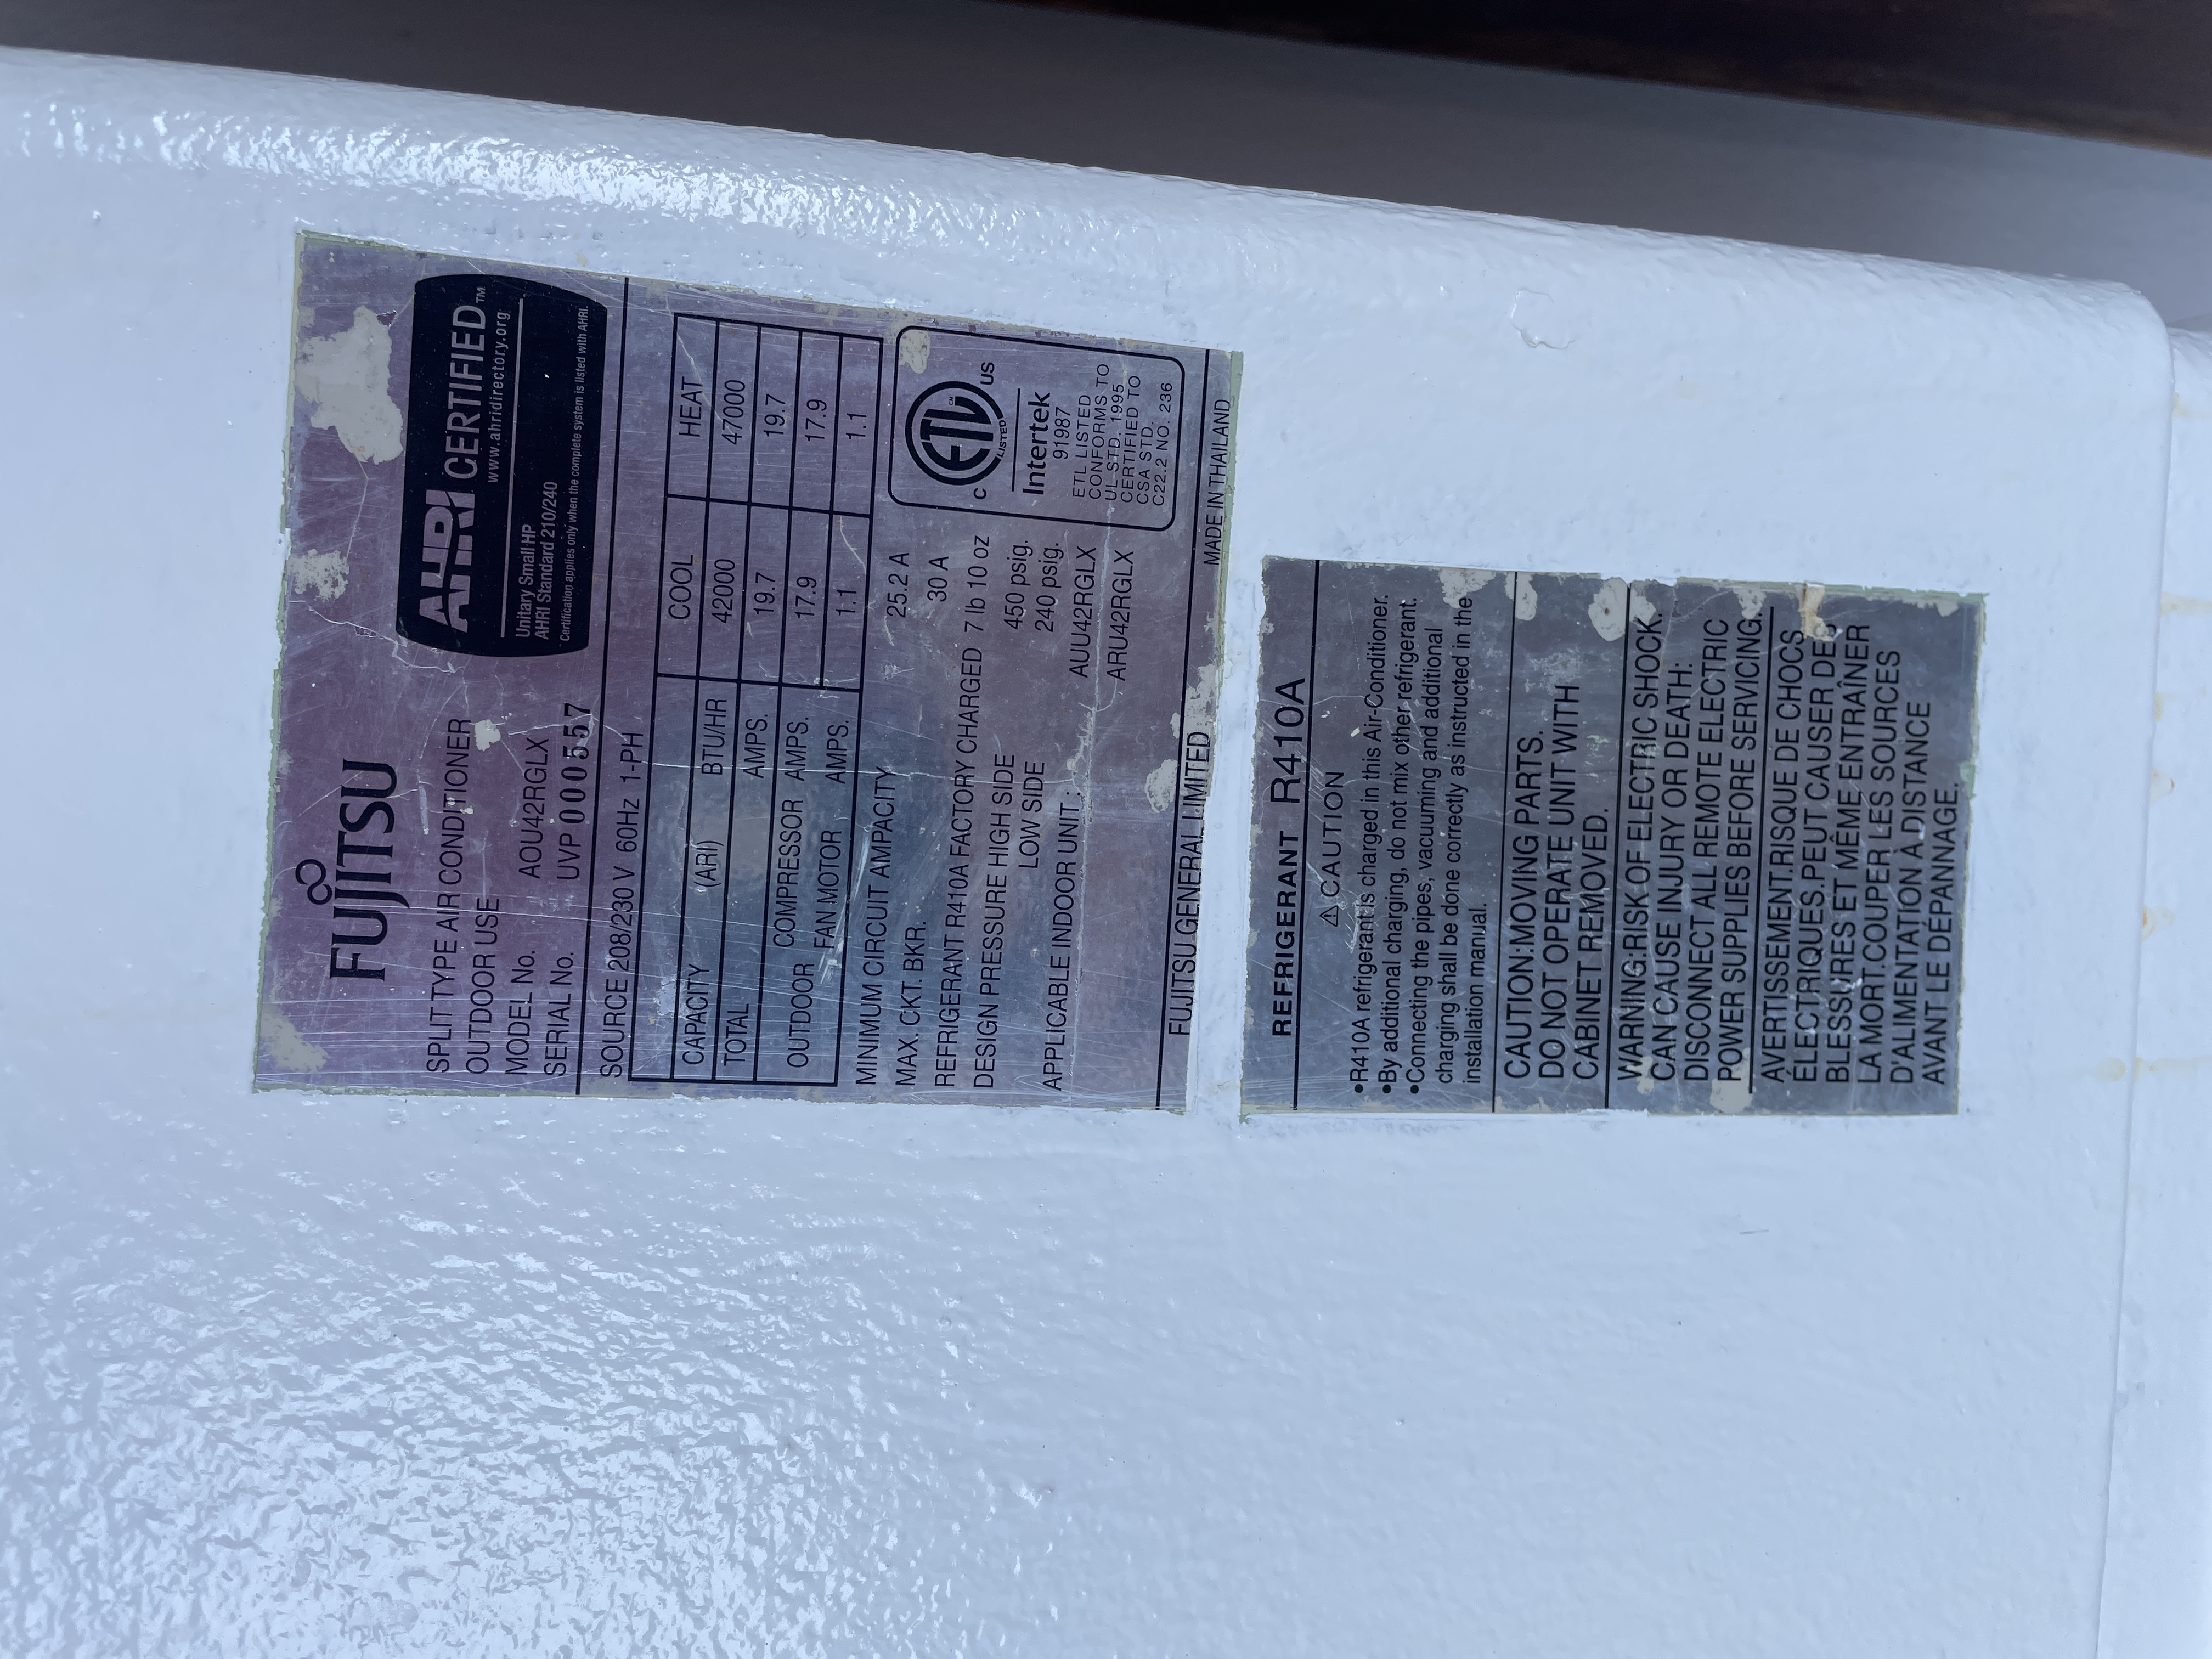 FUJITSU
SPLIT TYPE AIR CONDITIONER
OUTDOOR USE
MODEL No. AOU42RGLX
SERIAL No. UVP 000557
AHRI CERTIFIED™
www.ahridirectory.org
Unitary Small HP
AHRI Standard 210/240
Certification applies only when the complete system is listed with AHRI.
SOURCE 208/230 V 60Hz 1-PH
COOL HEAT
CAPACITY (ARI) BTU/HR 42000 47000
TOTAL AMPS. 19.7 19.7
OUTDOOR COMPRESSOR AMPS. 17.9 17.9
FAN MOTOR AMPS. 1.1 1.1
MINIMUM CIRCUIT AMPACITY 25.2 A
MAX. CKT. BKR. 30 A
REFRIGERANT R410A FACTORY CHARGED 7 lb 10 oz
DESIGN PRESSURE HIGH SIDE 450 psig.
LOW SIDE 240 psig.
APPLICABLE INDOOR UNIT : AUU42RGLX
ARU42RGLX
C ETL US
LISTED
CM
Intertek
91987
ETL LISTED
CONFORMS TO
UL STD. 1995
CERTIFIED TO
CSA STD.
C22.2 NO. 236
FUJITSU GENERAL LIMITED
MADE IN THAILAND
REFRIGERANT R410A
⚠CAUTION
•R410A refrigerant is charged in this Air-Conditioner.
•By additional charging, do not mix other refrigerant.
•Connecting the pipes, vacuuming and additional
charging shall be done correctly as instructed in the
installation manual.
CAUTION:MOVING PARTS.
DO NOT OPERATE UNIT WITH
CABINET REMOVED.
WARNING:RISK OF ELECTRIC SHOCK.
CAN CAUSE INJURY OR DEATH:
DISCONNECT ALL REMOTE ELECTRIC
POWER SUPPLIES BEFORE SERVICING.
AVERTISSEMENT.RISQUE DE CHOCS
ÉLECTRIQUES.PEUT CAUSER DE
BLESSURES ET MÊME ENTRAÎNER
LA MORT.COUPER LES SOURCES
D'ALIMENTATION À DISTANCE
AVANT LE DEPANNAGE.